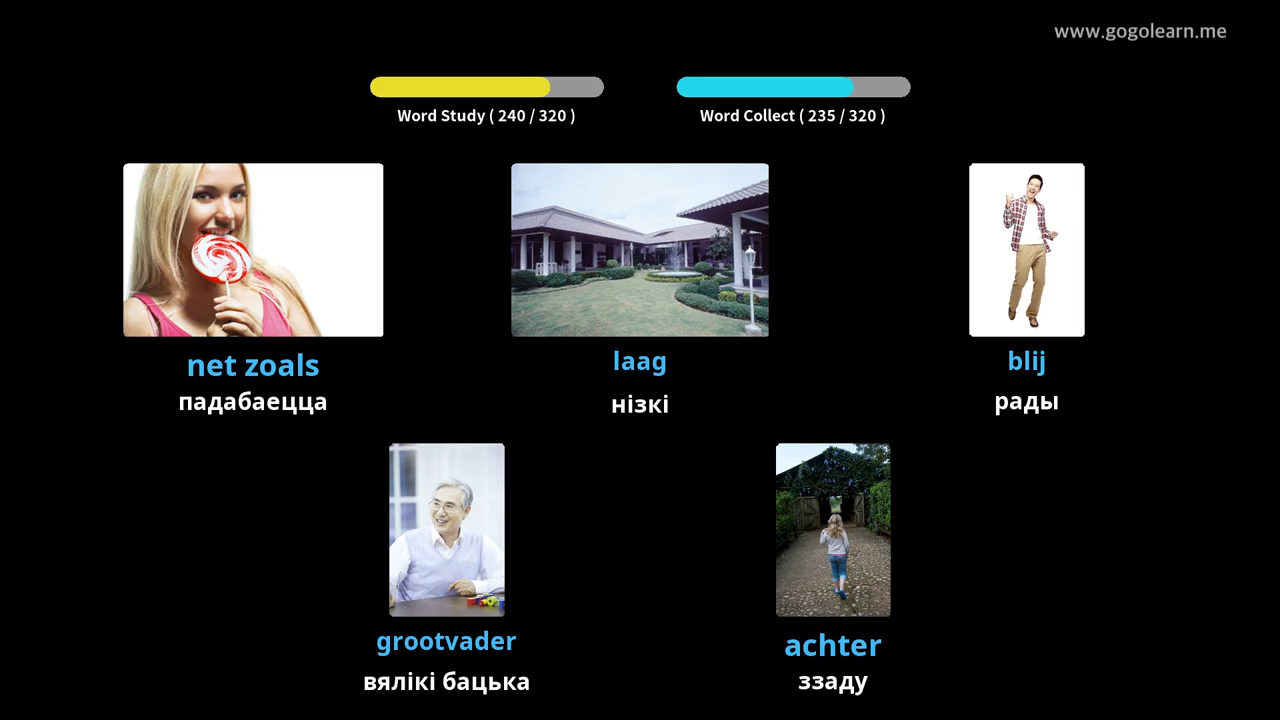 www.gogolearn.me
Word Study ( 240 / 320 )
Word Collect ( 235 / 320 )
net zoals
падабаецца
laag
нізкі
blij
рады
grootvader
вялікі бацька
achter
ззаду